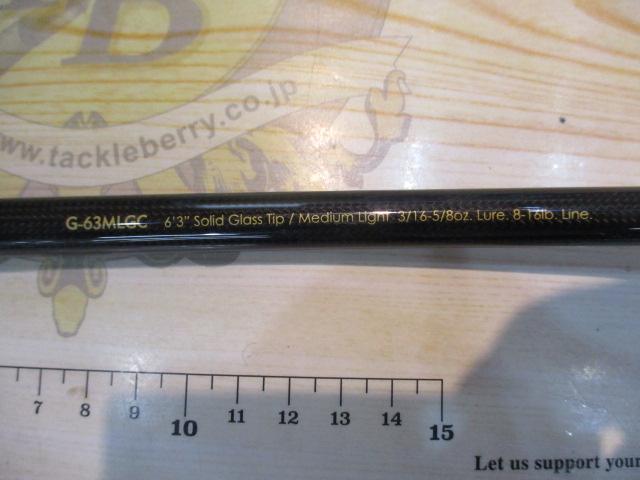 B
www.tackleberry.co.jp
G-63MLGC 6'3" Solid Glass Tip / Medium Light 3/16-5/8oz. Lure. 8-16lb. Line.
7 8 9 10 11 12 13 14 15
Let us support your